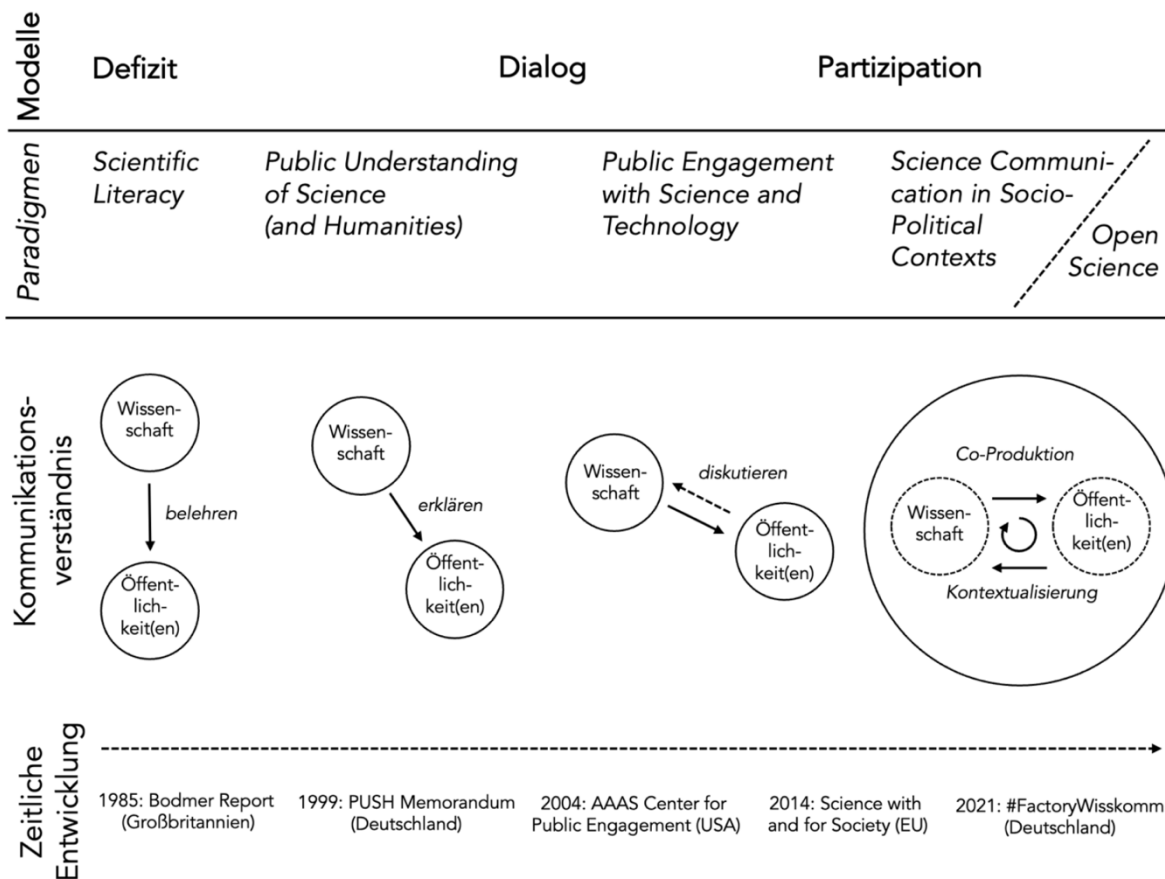 Modelle
Defizit
Dialog
Partizipation
Paradigmen
Scientific
Literacy
Public Understanding
of Science
(and Humanities)
Public Engagement
with Science and
Technology
Science Communi-
cation in Socio-
Political
Contexts
Open
Science
Kommunikations-
verständnis
Wissen-
schaft
belehren
Öffent-
lich-
keit(en)
Wissen-
schaft
erklären
Öffent-
lich-
keit(en)
Wissen-
schaft
diskutieren
Öffent-
lich-
keit(en)
Co-Produktion
Wissen-
schaft
Öffent-
lich-
keit(en)
Kontextualisierung
Zeitliche
Entwicklung
1985: Bodmer Report
(Großbritannien)
1999: PUSH Memorandum
(Deutschland)
2004: AAAS Center for
Public Engagement (USA)
2014: Science with
and for Society (EU)
2021: #FactoryWisskomm
(Deutschland)